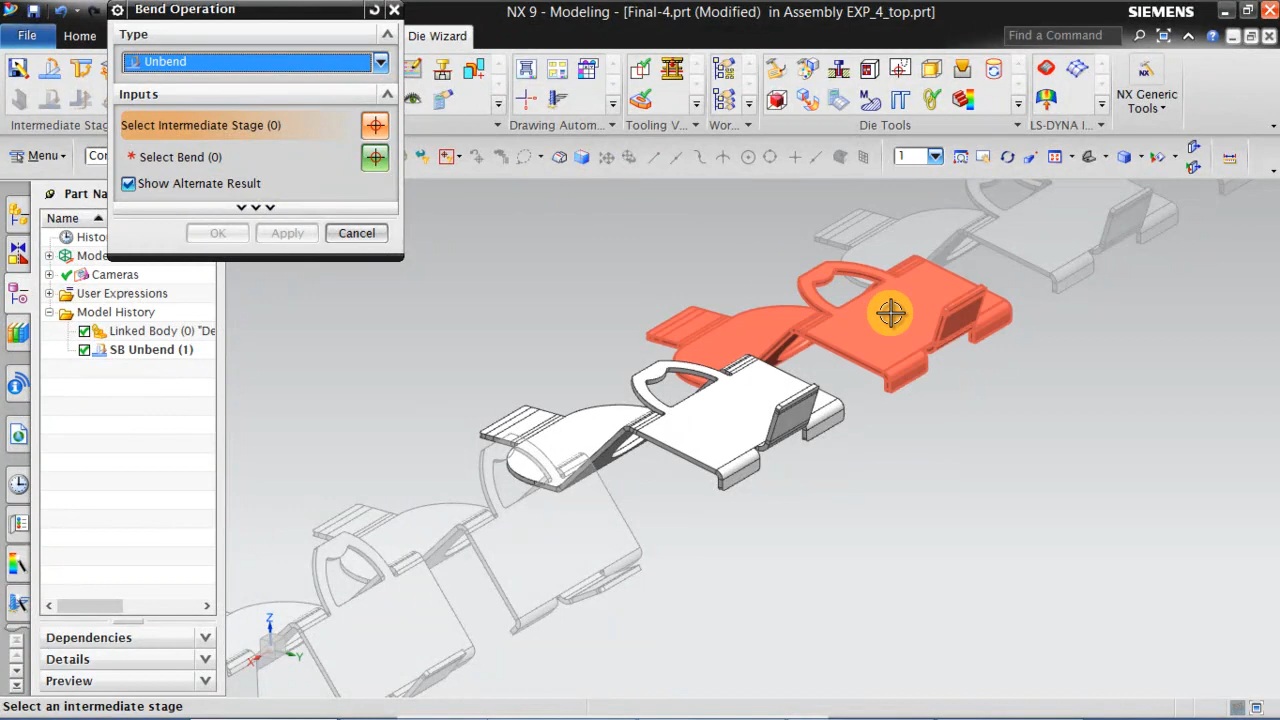 Bend Operation
NX 9 - Modeling - [Final-4.prt (Modified) in Assembly EXP_4_top.prt]
SIEMENS
File
Home
Die Wizard
Find a Command
Type
Unbend
Inputs
Select Intermediate Stage (0)
* Select Bend (0)
Show Alternate Result
OK
Apply
Cancel
Intermediate Stag
Drawing Autom...
Tooling V...
Wor...
Die Tools
NX
NX Generic
Tools
LS-DYNA I
Menu
Con
1
Part Na
Name
Histo
Mode
Cameras
User Expressions
Model History
Linked Body (0) "De
SB Unbend (1)
Dependencies
Details
Preview
Z
X
Y
Select an intermediate stage